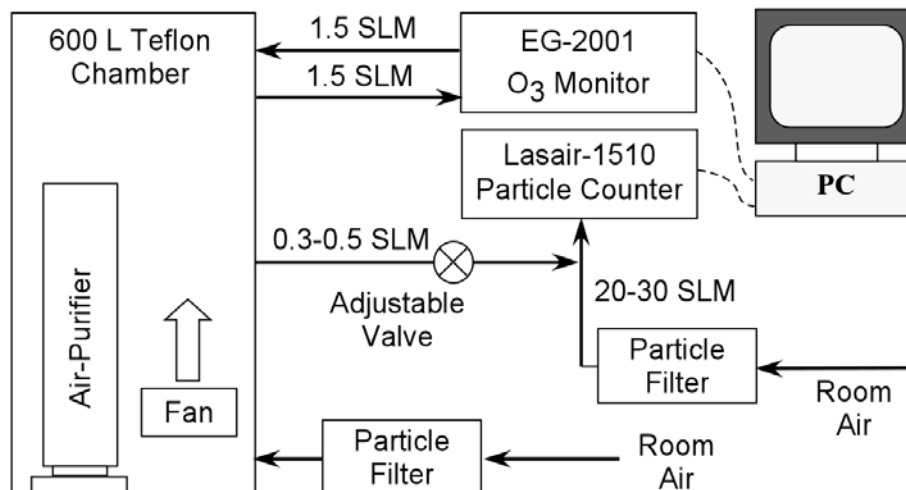 600 L Teflon
Chamber
1.5 SLM
1.5 SLM
EG-2001
O3 Monitor
Lasair-1510
Particle Counter
PC
0.3-0.5 SLM
Adjustable
Valve
20-30 SLM
Particle
Filter
Room
Air
Air-Purifier
Fan
Particle
Filter
Room
Air